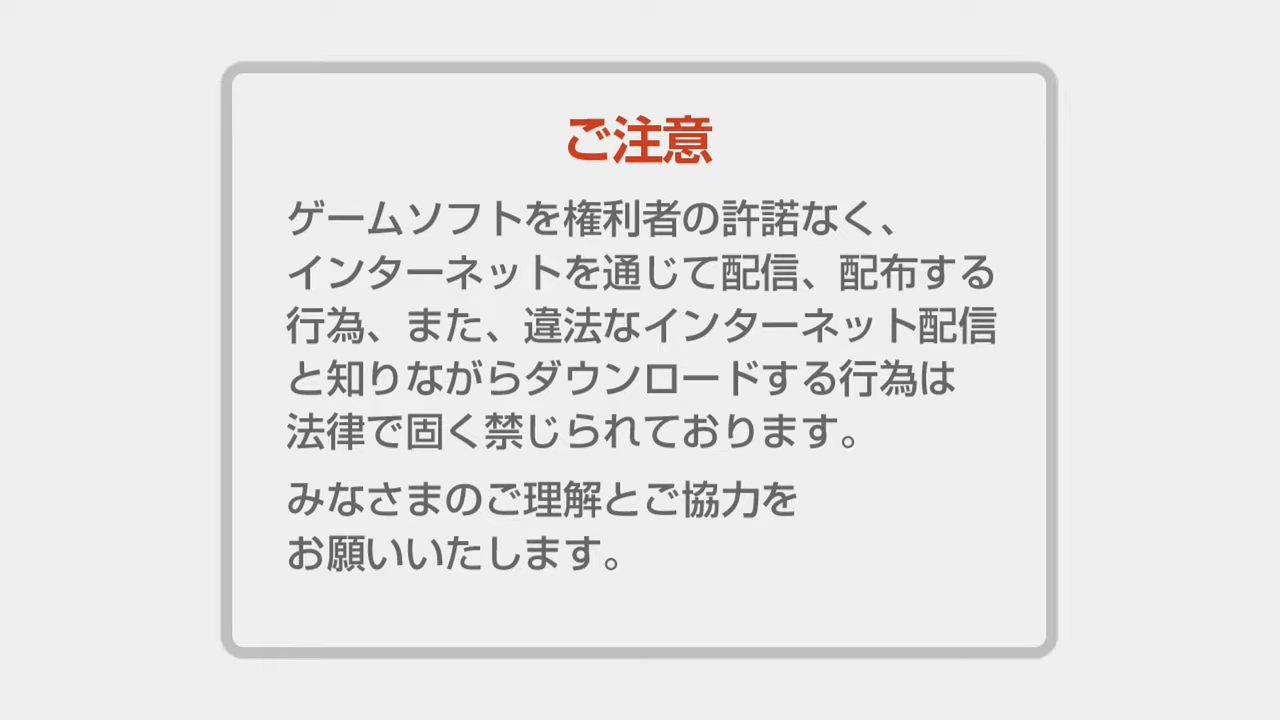 ご注意
ゲームソフトを権利者の許諾なく、
インターネットを通じて配信、配布する
行為、また、違法なインターネット配信
と知りながらダウンロードする行為は
法律で固く禁じられております。
みなさまのご理解とご協力を
お願いいたします。